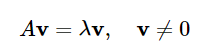 Av = λv, v ≠ 0